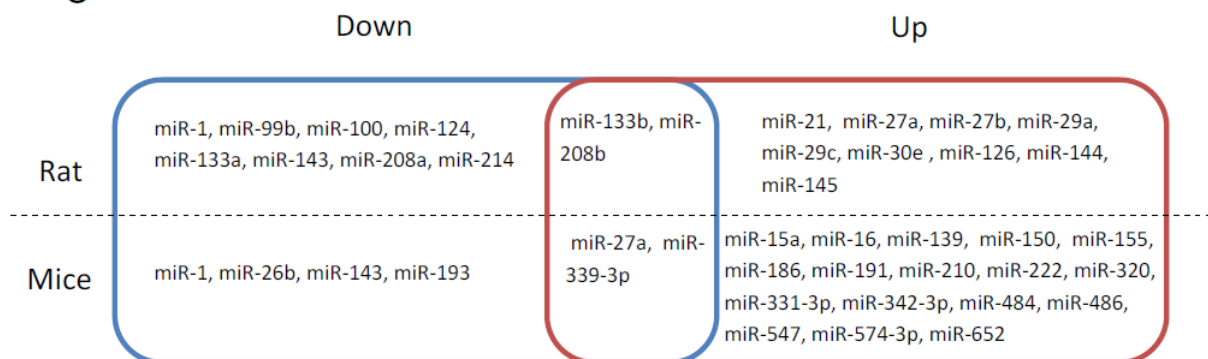 Down
Up
Rat
miR-1, miR-99b, miR-100, miR-124,
miR-133a, miR-143, miR-208a, miR-214
miR-133b, miR-
208b
miR-21, miR-27a, miR-27b, miR-29a,
miR-29c, miR-30e , miR-126, miR-144,
miR-145
Mice
miR-1, miR-26b, miR-143, miR-193
miR-27a, miR-
339-3p
miR-15a, miR-16, miR-139, miR-150, miR-155,
miR-186, miR-191, miR-210, miR-222, miR-320,
miR-331-3p, miR-342-3p, miR-484, miR-486,
miR-547, miR-574-3p, miR-652